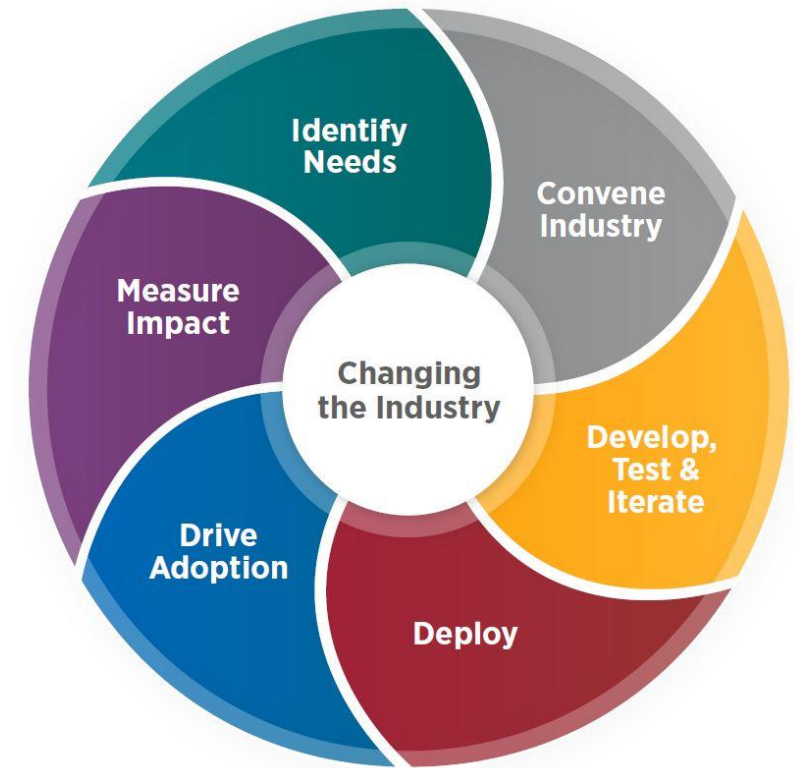 Identify
Needs
Convene
Industry
Measure
Impact
Changing
the Industry
Develop,
Test &
Iterate
Drive
Adoption
Deploy